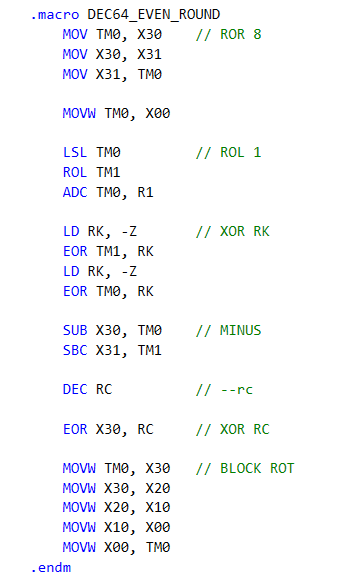 .macro DEC64_EVEN_ROUND
MOV TM0, X30 // ROR 8
MOV X30, X31
MOV X31, TM0
MOVW TM0, X00
LSL TM0 // ROL 1
ROL TM1
ADC TM0, R1
LD RK, -Z // XOR RK
EOR TM1, RK
LD RK, -Z
EOR TM0, RK
SUB X30, TM0 // MINUS
SBC X31, TM1
DEC RC // --rc
EOR X30, RC // XOR RC
MOVW TM0, X30 // BLOCK ROT
MOVW X30, X20
MOVW X20, X10
MOVW X10, X00
MOVW X00, TM0
.endm